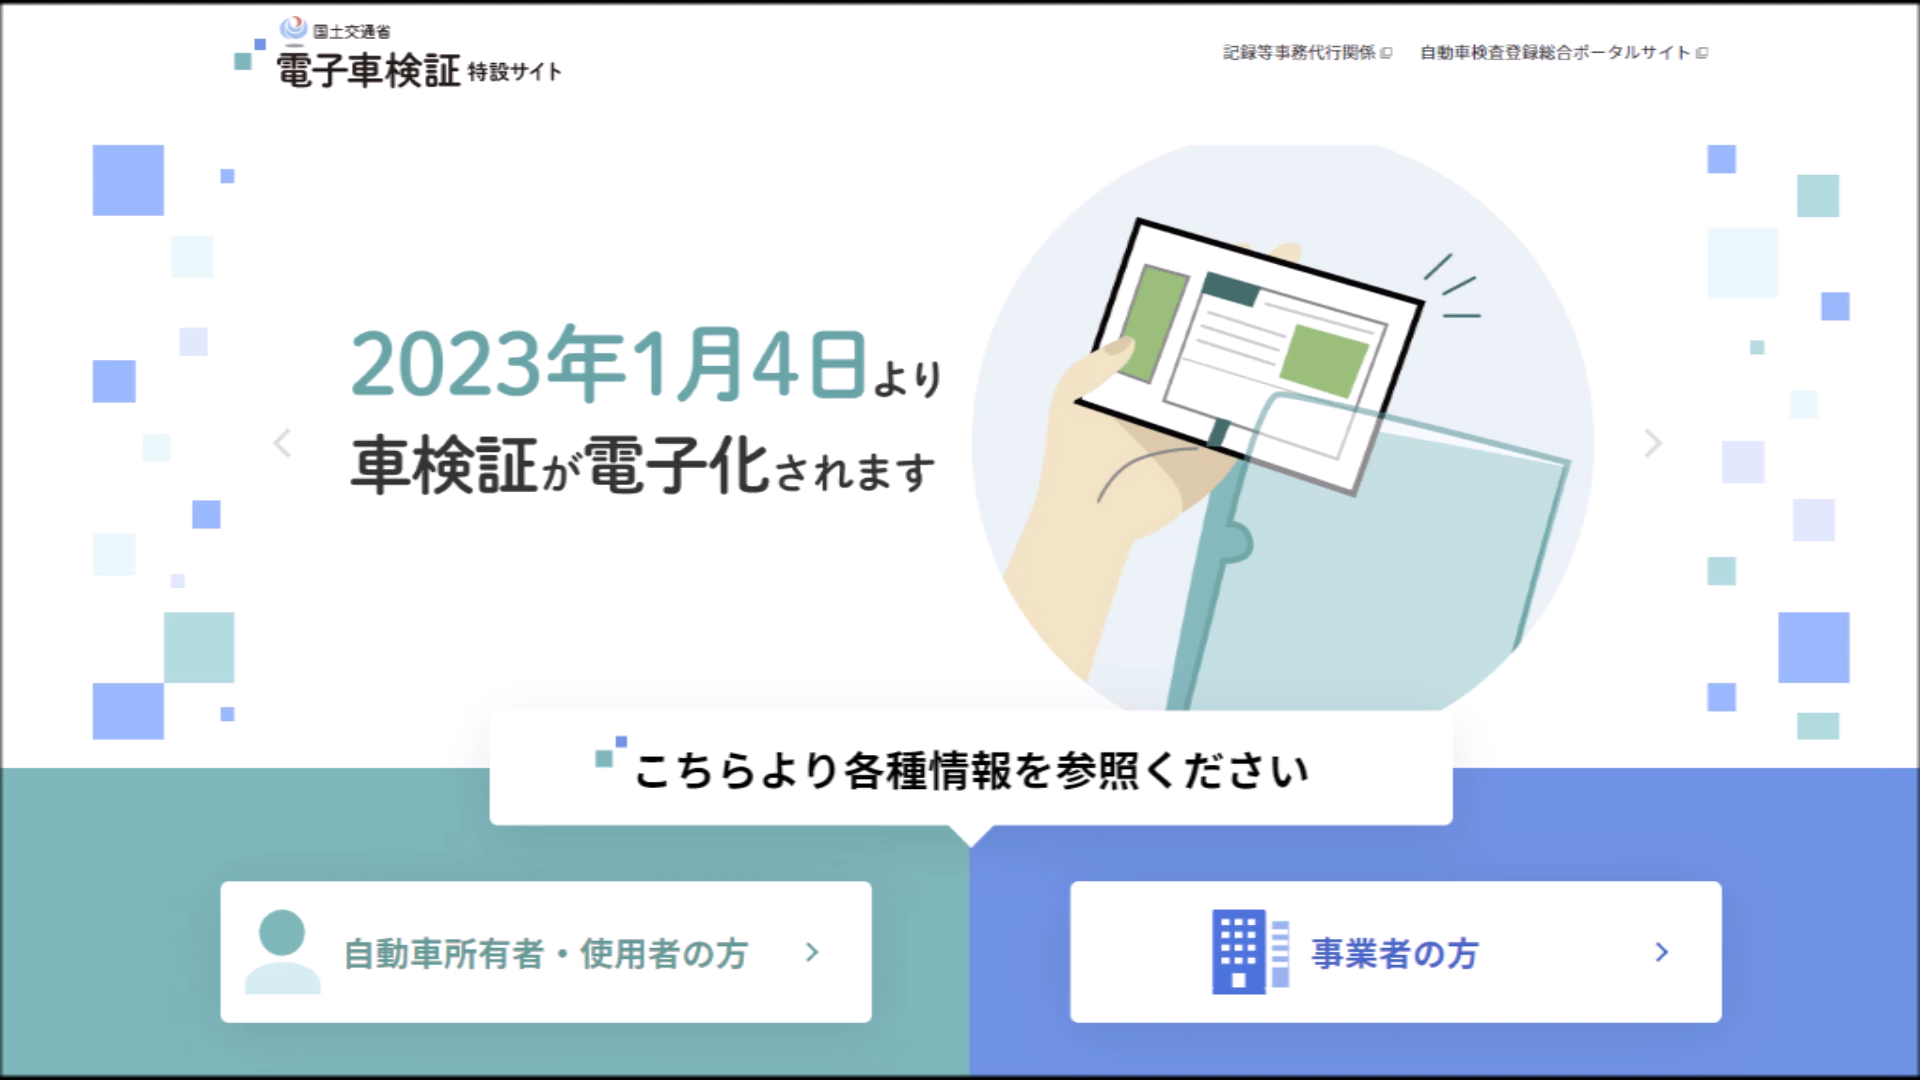 国土交通省
電子車検証 特設サイト
記録等事務代行関係
自動車検査登録総合ポータルサイト
2023年1月4日より
車検証が電子化されます
こちらより各種情報を参照ください
自動車所有者・使用者の方
事業者の方